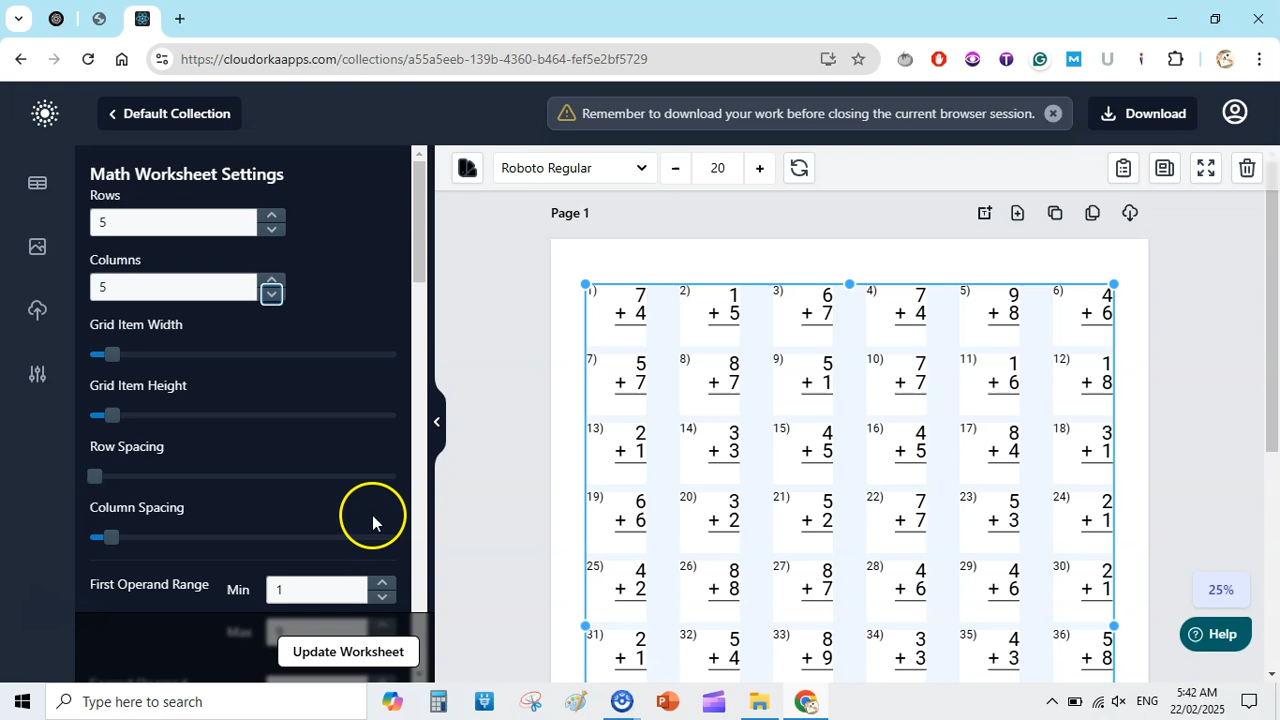 https://cloudorkaapps.com/collections/a55a5eeb-139b-4360-b464-fef5e2bf5729
Default Collection
Remember to download your work before closing the current browser session.
Download
Math Worksheet Settings
Rows
5
Columns
5
Grid Item Width
Grid Item Height
Row Spacing
Column Spacing
First Operand Range Min 1
Max
Update Worksheet
Roboto Regular
20
Page 1
1) 7 2) 1 3) 6 4) 7 5) 9 6) 4
+ 4 + 5 + 7 + 4 + 8 + 6
7) 5 8) 8 9) 5 10) 7 11) 1 12) 1
+ 7 + 7 + 1 + 7 + 6 + 8
13) 2 14) 3 15) 4 16) 4 17) 8 18) 3
+ 1 + 3 + 5 + 5 + 4 + 1
19) 6 20) 3 21) 5 22) 7 23) 5 24) 2
+ 6 + 2 + 2 + 7 + 3 + 1
25) 4 26) 8 27) 8 28) 4 29) 4 30) 2
+ 2 + 8 + 7 + 6 + 6 + 1
31) 2 32) 5 33) 8 34) 3 35) 4 36) 5
+ 1 + 4 + 9 + 3 + 3 + 8
25%
Help
Type here to search
ENG
5:42 AM
22/02/2025